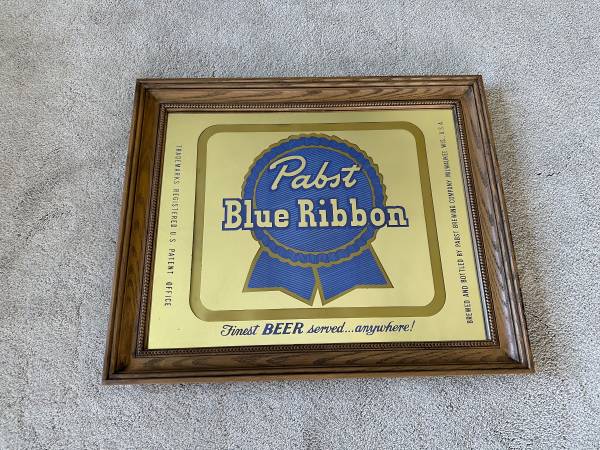 TRADEMARKS REGISTERED U.S. PATENT OFFICE
Pabst
Blue Ribbon
Finest BEER served...anywhere!
BREWED AND BOTTLED BY PABST BREWING COMPANY MILWAUKEE, WIS., U.S.A.